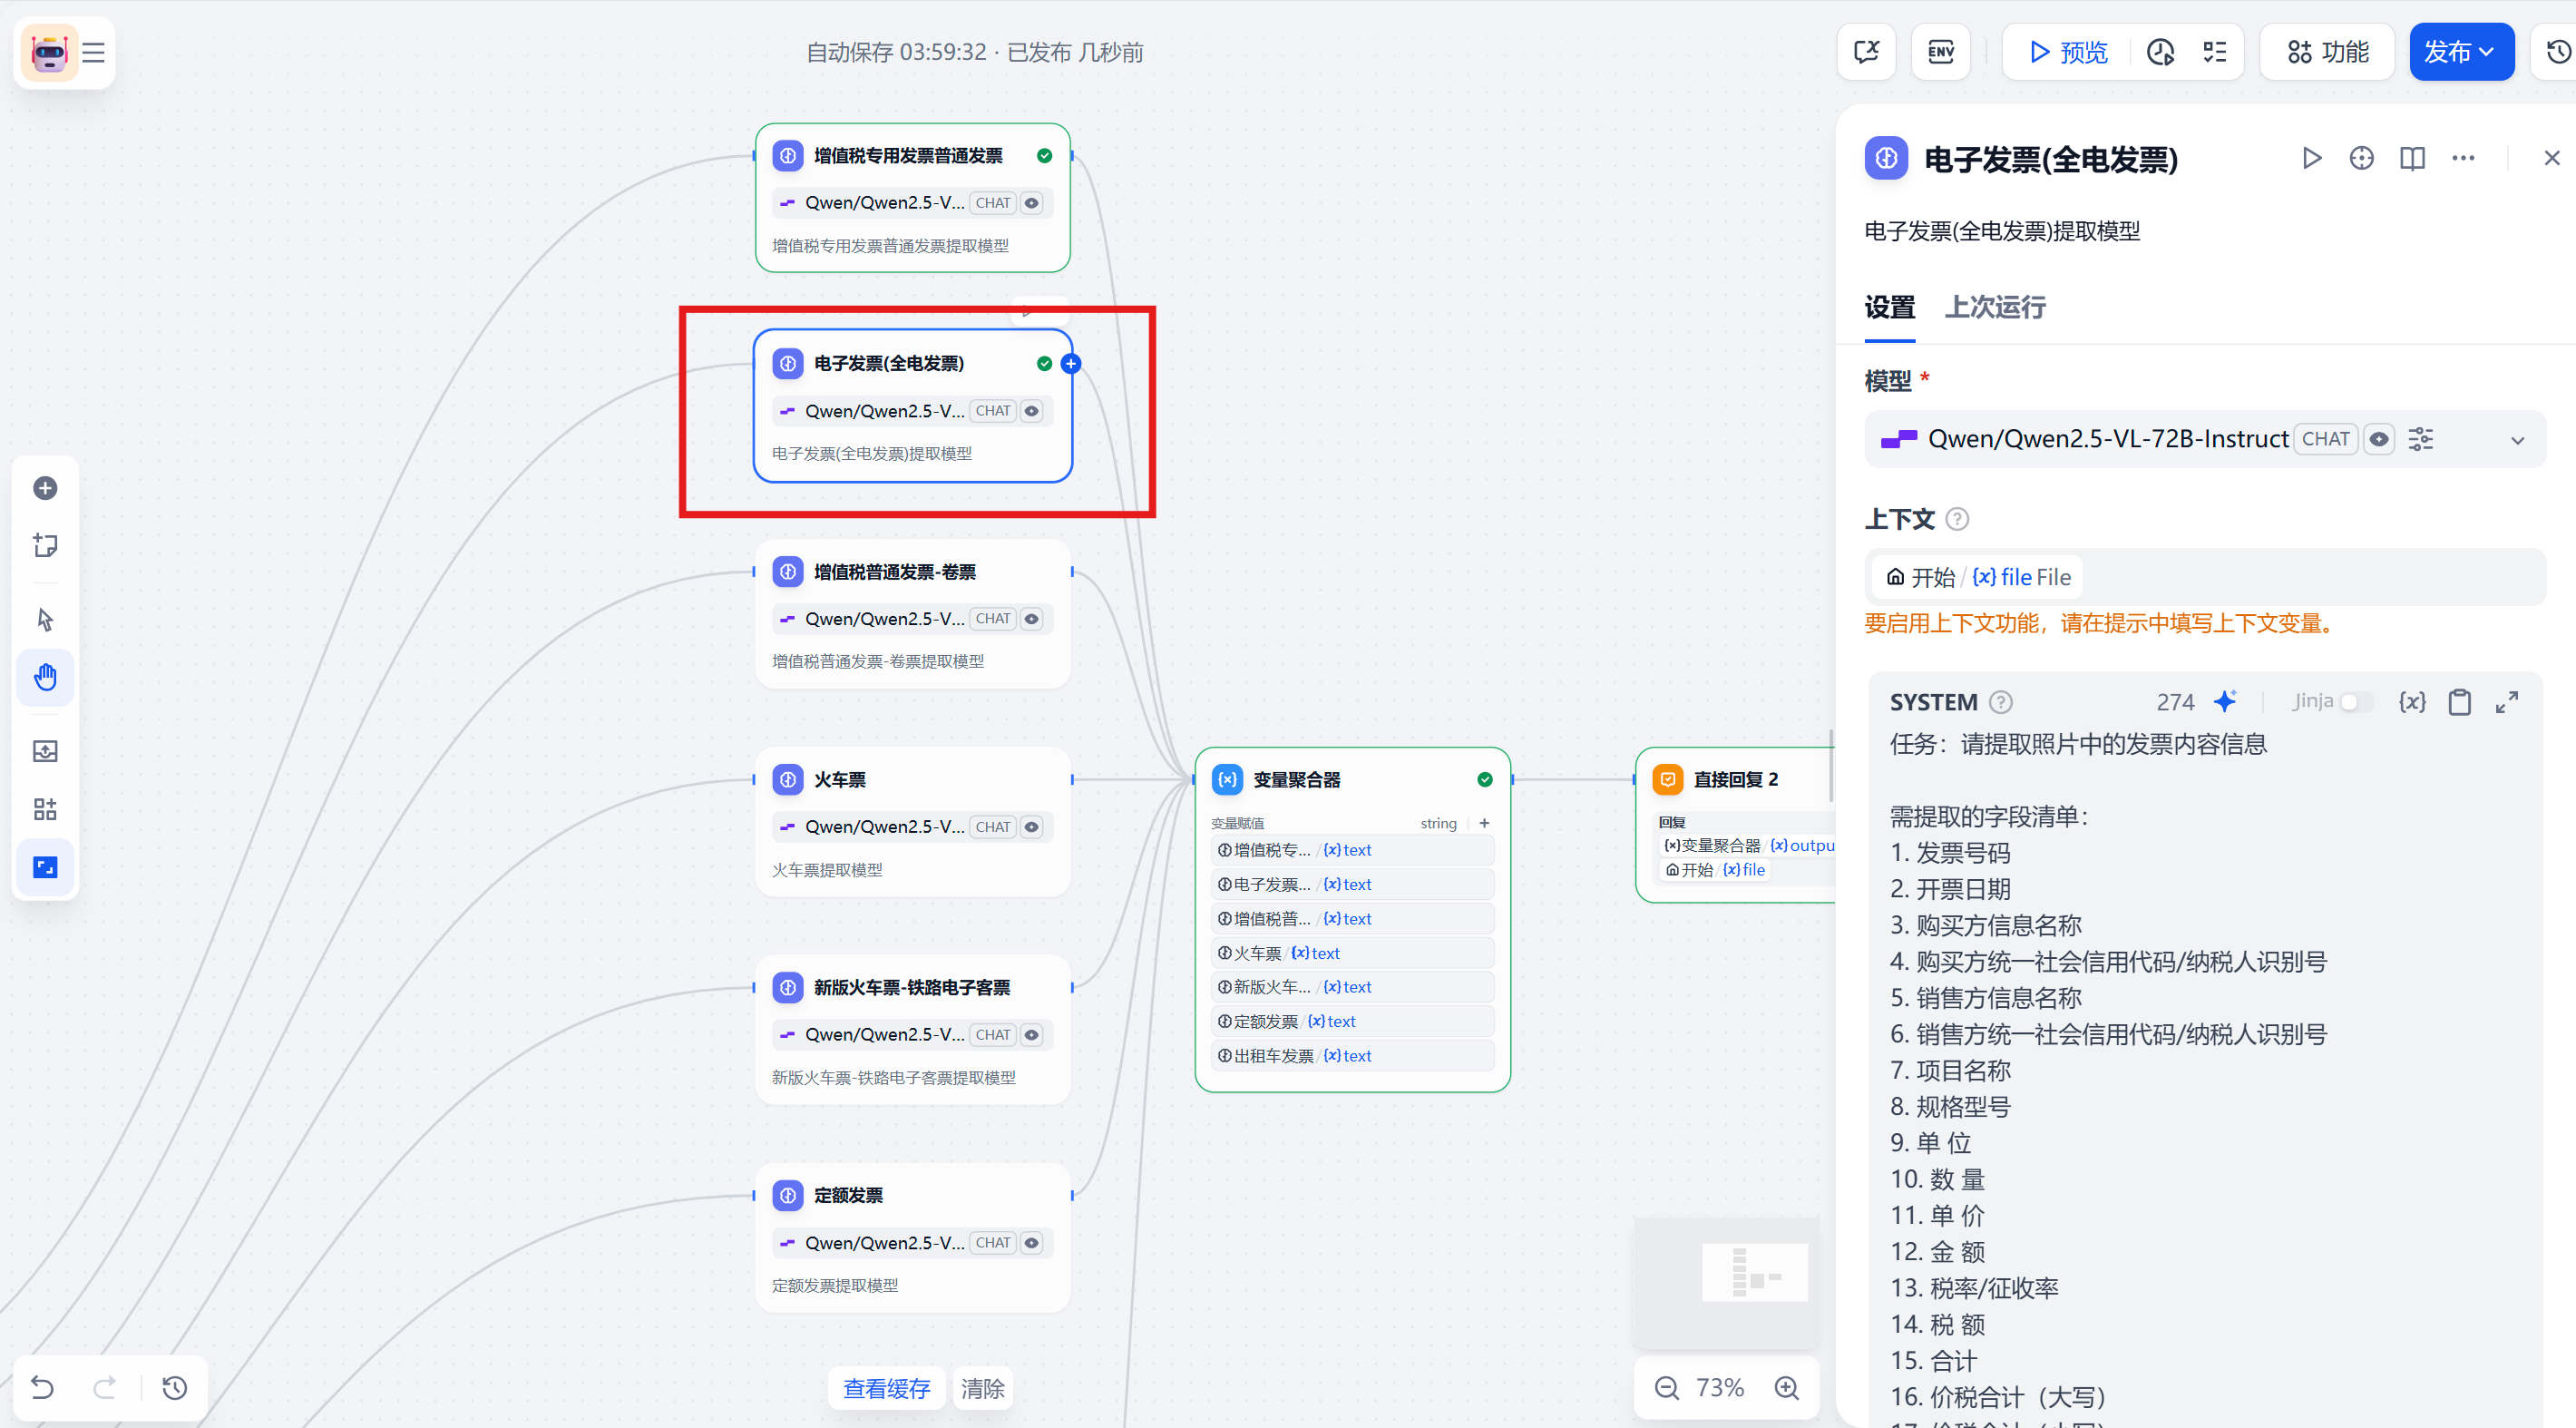 自动保存 03:59:32 · 已发布 几秒前
ENV
预览
功能
发布
增值税专用发票普通发票
Qwen/Qwen2.5-V... CHAT
增值税专用发票普通发票提取模型
电子发票(全电发票)
Qwen/Qwen2.5-V... CHAT
电子发票(全电发票)提取模型
增值税普通发票-卷票
Qwen/Qwen2.5-V... CHAT
增值税普通发票-卷票提取模型
火车票
Qwen/Qwen2.5-V... CHAT
火车票提取模型
新版火车票-铁路电子客票
Qwen/Qwen2.5-V... CHAT
新版火车票-铁路电子客票提取模型
定额发票
Qwen/Qwen2.5-V... CHAT
定额发票提取模型
变量聚合器
变量赋值 string +
增值税专... / {x} text
电子发票... / {x} text
增值税普... / {x} text
火车票 / {x} text
新版火车... / {x} text
定额发票 / {x} text
出租车发票 / {x} text
直接回复 2
回复
{x} 变量聚合器 / {x} outpu
开始 / {x} file
查看缓存 清除
73%
电子发票(全电发票)
电子发票(全电发票)提取模型
设置 上次运行
模型 *
Qwen/Qwen2.5-VL-72B-Instruct CHAT
上下文
开始 / {x} file File
要启用上下文功能，请在提示中填写上下文变量。
SYSTEM 274 Jinja {x}
任务：请提取照片中的发票内容信息
需提取的字段清单：
1. 发票号码
2. 开票日期
3. 购买方信息名称
4. 购买方统一社会信用代码/纳税人识别号
5. 销售方信息名称
6. 销售方统一社会信用代码/纳税人识别号
7. 项目名称
8. 规格型号
9. 单 位
10. 数 量
11. 单 价
12. 金 额
13. 税率/征收率
14. 税 额
15. 合计
16. 价税合计（大写）